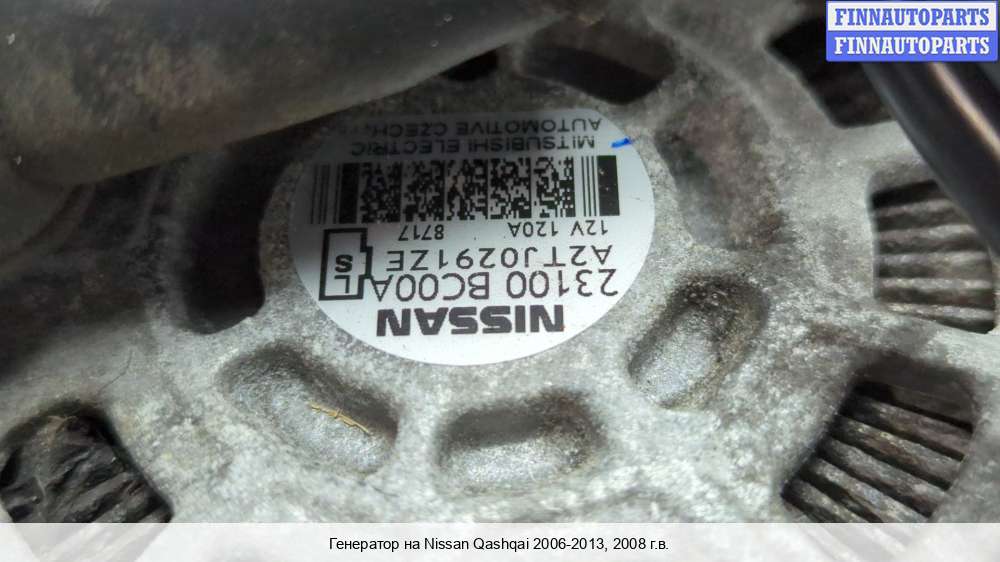 FINNAUTOPARTS
FINNAUTOPARTS
NISSAN
23100 BC00A
A2TJ0291ZE
L
S
12V 120A 8717
MITSUBISHI ELECTRIC
AUTOMOTIVE CZECH
Генератор на Nissan Qashqai 2006-2013, 2008 г.в.